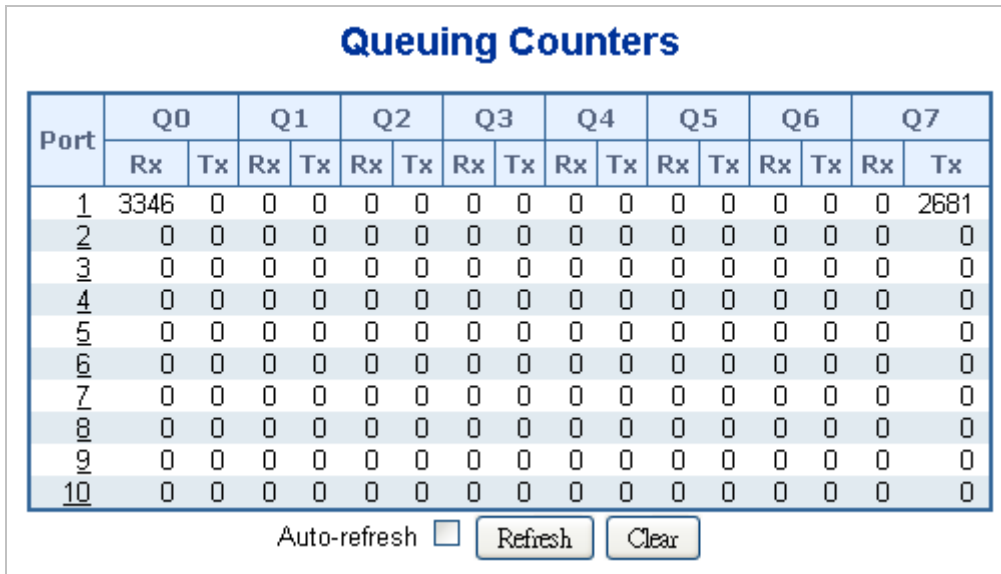 Queuing Counters
Port Q0 Q1 Q2 Q3 Q4 Q5 Q6 Q7
Rx Tx Rx Tx Rx Tx Rx Tx Rx Tx Rx Tx Rx Tx Rx Tx
1 3346 0 0 0 0 0 0 0 0 0 0 0 0 0 0 2681
2 0 0 0 0 0 0 0 0 0 0 0 0 0 0 0 0
3 0 0 0 0 0 0 0 0 0 0 0 0 0 0 0 0
4 0 0 0 0 0 0 0 0 0 0 0 0 0 0 0 0
5 0 0 0 0 0 0 0 0 0 0 0 0 0 0 0 0
6 0 0 0 0 0 0 0 0 0 0 0 0 0 0 0 0
7 0 0 0 0 0 0 0 0 0 0 0 0 0 0 0 0
8 0 0 0 0 0 0 0 0 0 0 0 0 0 0 0 0
9 0 0 0 0 0 0 0 0 0 0 0 0 0 0 0 0
10 0 0 0 0 0 0 0 0 0 0 0 0 0 0 0 0
Auto-refresh Refresh Clear